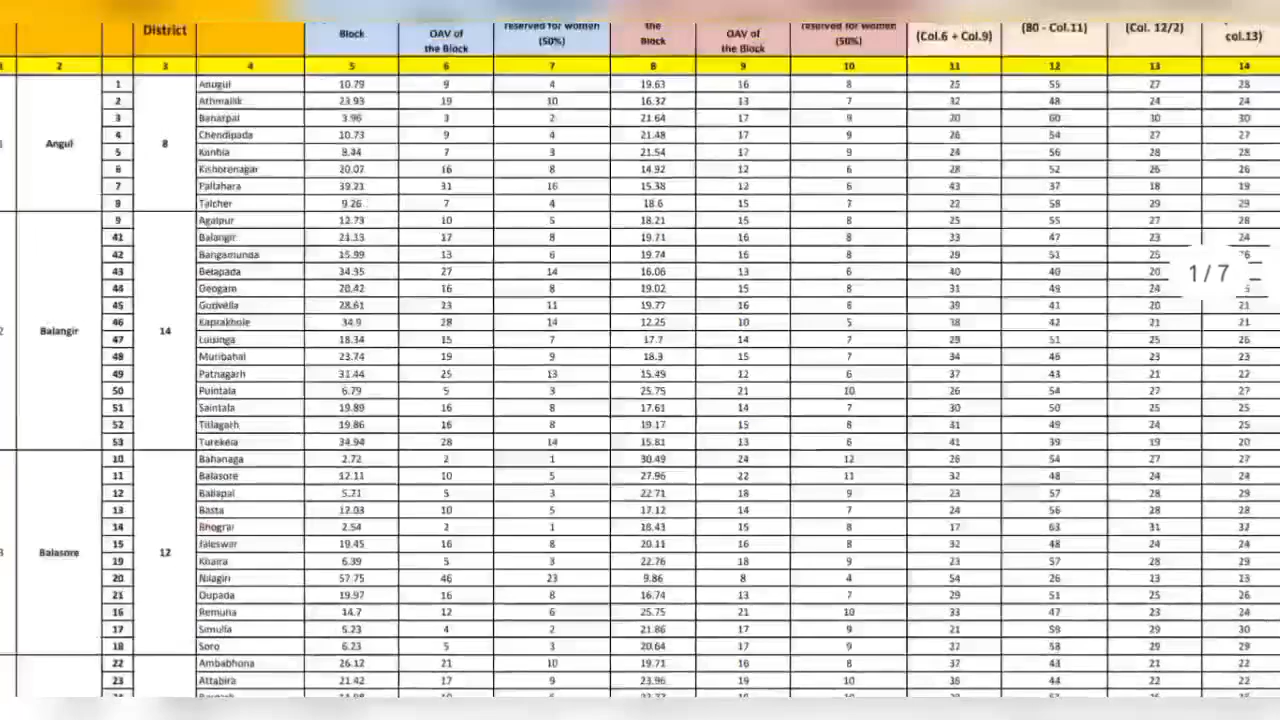 District
Block OAV of reserved for women the OAV of reserved for women (Col.6 + Col.9) (80 - Col.11) (Col. 12/2) col.13)
the Block (50%) Block the Block (50%)
2 3 4 5 6 7 8 9 10 11 12 13 14
1 Anugul 10.79 9 4 19.63 16 8 25 55 27 28
2 Athmallik 23.93 19 10 16.32 13 7 32 48 24 24
3 Banarpal 3.96 3 2 21.64 17 9 20 60 30 30
4 Chendipada 10.73 9 4 21.48 17 9 26 54 27 27
Angul 8
5 Kaniha 8.44 7 3 21.54 17 9 24 56 28 28
6 Kishorenagar 20.07 16 8 14.92 12 6 28 52 26 26
7 Pallahara 39.21 31 16 15.38 12 6 43 37 18 19
8 Talcher 9.26 7 4 18.6 15 7 22 58 29 29
9 Agalpur 12.73 10 5 18.21 15 8 25 55 27 28
41 Balangir 21.13 17 8 19.71 16 8 33 47 23 24
42 Bangamunda 15.99 13 6 19.74 16 8 29 51 25
43 Belapada 34.35 27 14 16.06 13 6 40 40 20
1 / 7
44 Deogam 20.42 16 8 19.02 15 8 31 49 24
45 Gudvella 28.61 23 11 19.77 16 8 39 41 20 21
46 Kaprakhole 34.9 28 14 12.25 10 5 38 42 21 21
Balangir 14
47 Loisinga 18.34 15 7 17.7 14 7 29 51 25 26
48 Muribahal 23.74 19 9 18.3 15 7 34 46 23 23
49 Patnagarh 31.44 25 13 15.49 12 6 37 43 21 22
50 Puintala 6.79 5 3 25.75 21 10 26 54 27 27
51 Saintala 19.89 16 8 17.61 14 7 30 50 25 25
52 Titlagarh 19.86 16 8 19.17 15 8 31 49 24 25
53 Turekela 34.94 28 14 15.81 13 6 41 39 19 20
10 Bahanaga 2.72 2 1 30.49 24 12 26 54 27 27
11 Balasore 12.11 10 5 27.96 22 11 32 48 24 24
12 Baliapal 5.71 5 3 22.71 18 9 23 57 28 29
13 Basta 12.03 10 5 17.12 14 7 24 56 28 28
14 Bhograi 2.54 2 1 18.43 15 8 17 63 31 32
15 Jaleswar 19.45 16 8 20.11 16 8 32 48 24 24
Balasore 12
19 Khaira 6.39 5 3 22.76 18 9 23 57 28 29
20 Nilagiri 57.75 46 23 9.86 8 4 54 26 13 13
21 Oupada 19.97 16 8 16.74 13 7 29 51 25 26
16 Remuna 14.7 12 6 25.75 21 10 33 47 23 24
17 Simulia 5.23 4 2 21.86 17 9 21 59 29 30
18 Soro 6.23 5 3 20.64 17 9 22 58 29 29
22 Ambabhona 26.12 21 10 19.71 16 8 37 43 21 22
23 Attabira 21.42 17 9 23.96 19 10 36 44 22 22